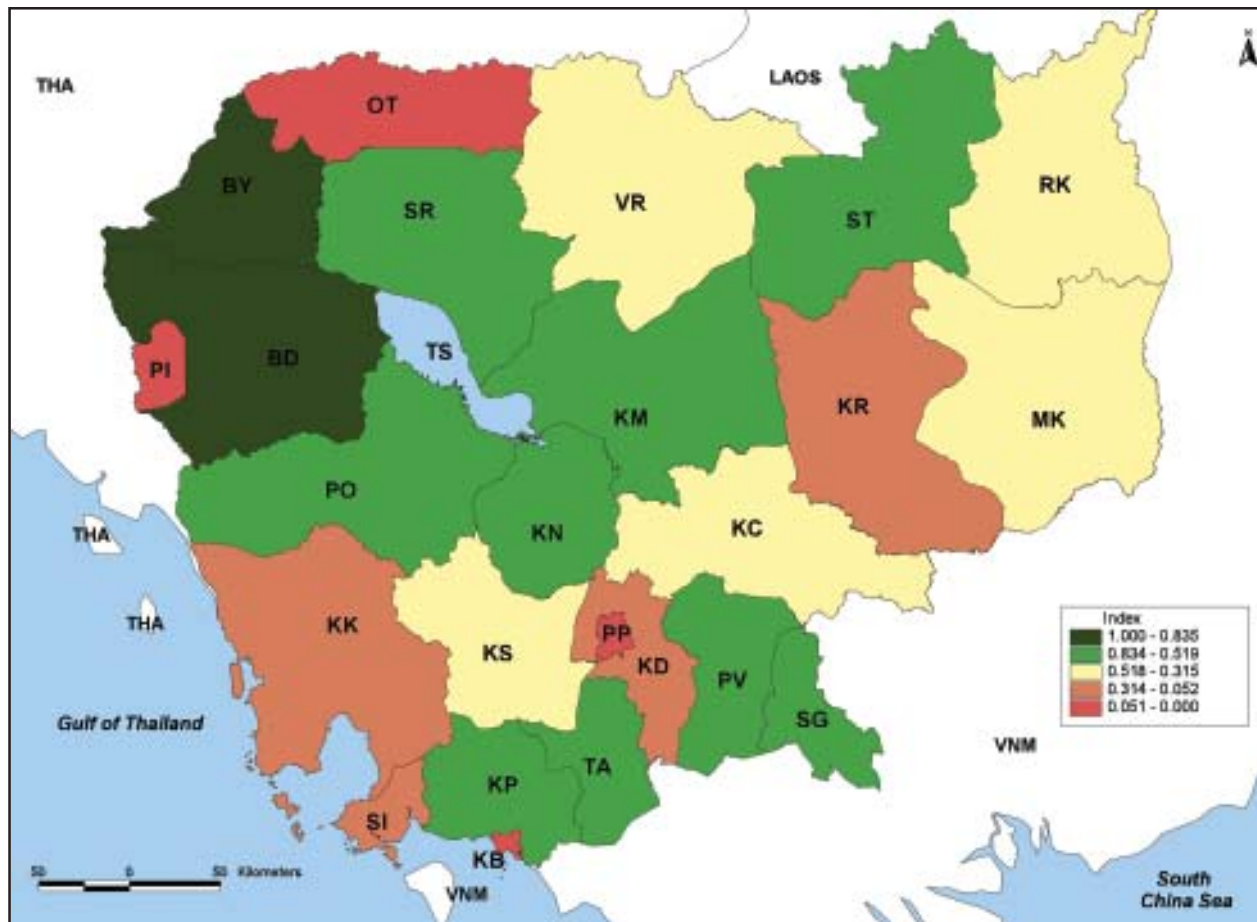 N
THA
LAOS
OT
BY
SR
VR
ST
RK
PI
BD
TS
KM
KR
MK
PO
KN
KC
THA
THA
KK
KS
PP
KD
PV
SG
Index
1.000 - 0.835
0.834 - 0.519
0.518 - 0.315
0.314 - 0.052
0.051 - 0.000
Gulf of Thailand
VNM
TA
KP
SI
KB
VNM
50 0 50 Kilometers
South
China Sea